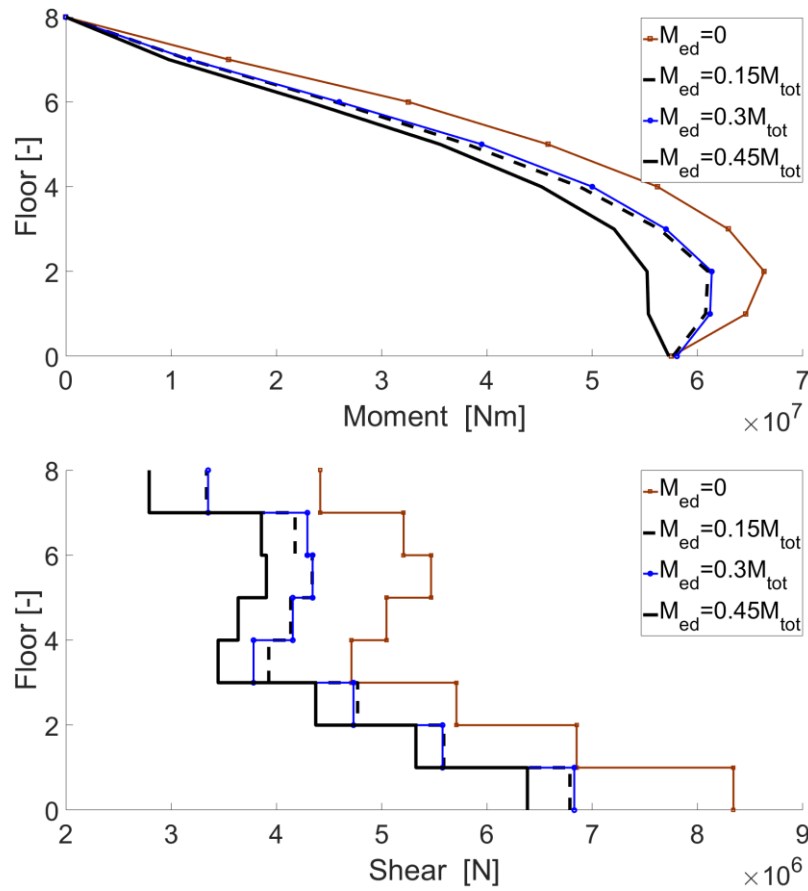 8
6
4
2
0
Floor [-]
M_ed=0
M_ed=0.15M_tot
M_ed=0.3M_tot
M_ed=0.45M_tot
0 1 2 3 4 5 6 7
Moment [Nm]
×10^7
8
6
4
2
0
Floor [-]
M_ed=0
M_ed=0.15M_tot
M_ed=0.3M_tot
M_ed=0.45M_tot
2 3 4 5 6 7 8 9
Shear [N]
×10^6